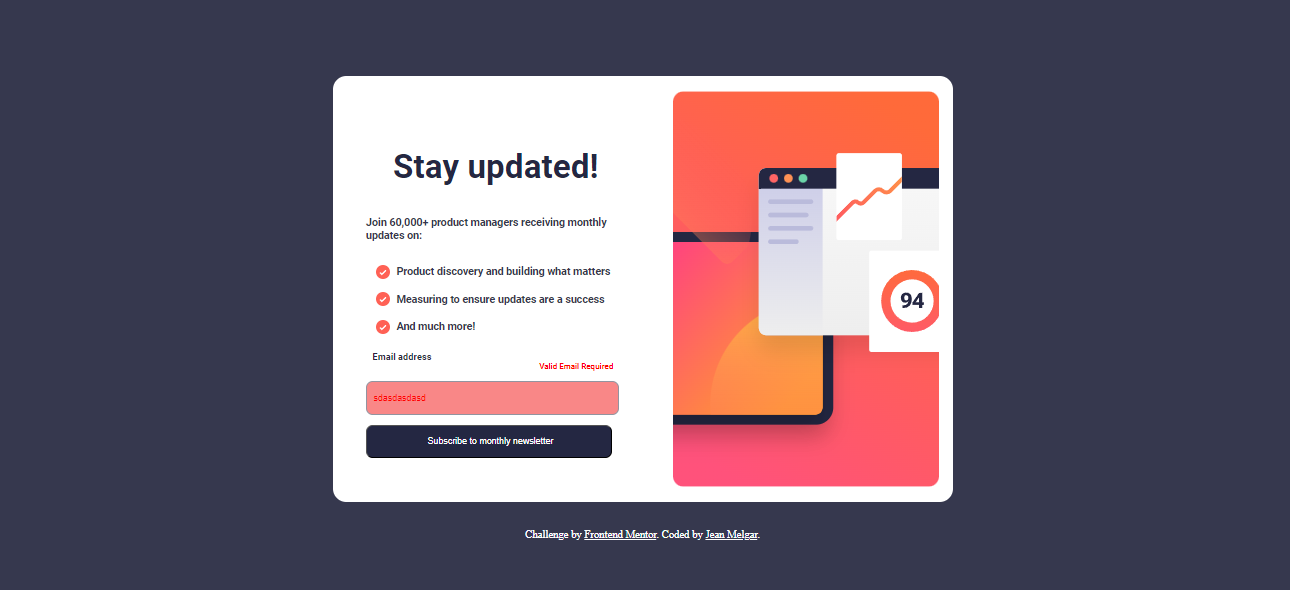 Stay updated!
Join 60,000+ product managers receiving monthly
updates on:
Product discovery and building what matters
Measuring to ensure updates are a success
And much more!
Email address
Valid Email Required
sdasdasdasd
Subscribe to monthly newsletter
94
Challenge by Frontend Mentor. Coded by Jean Melgar.